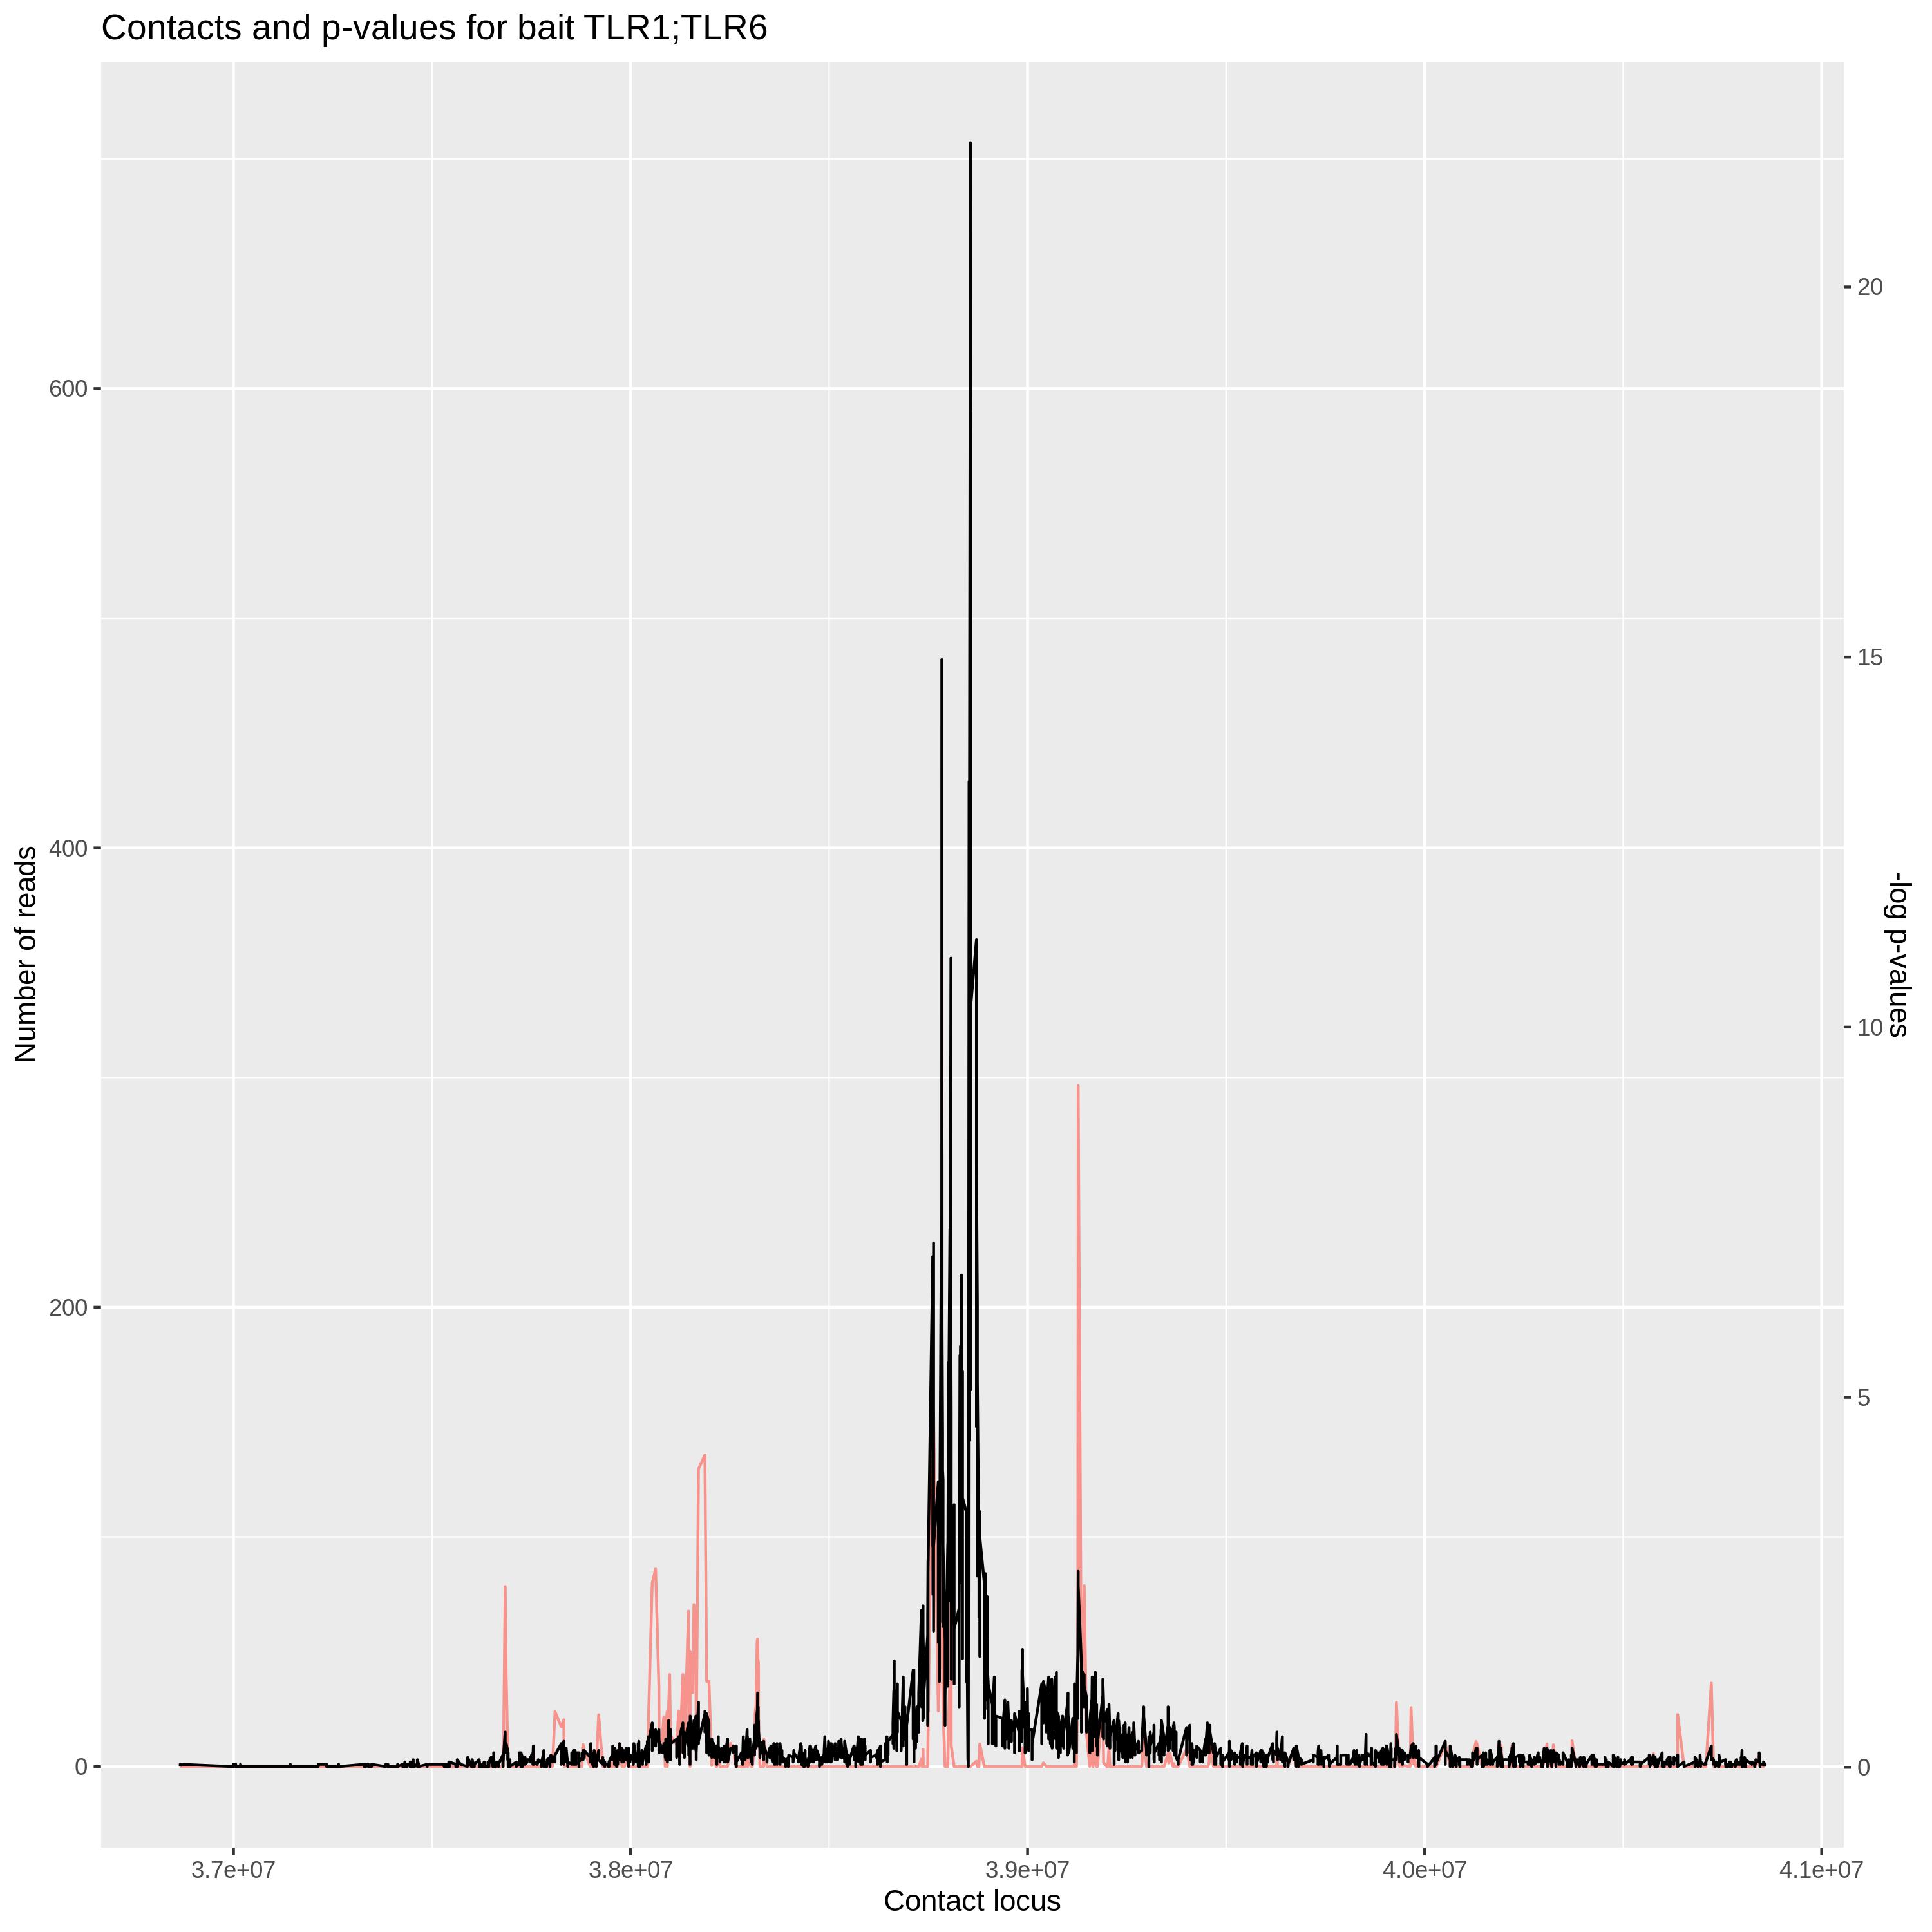 Contacts and p-values for bait TLR1;TLR6
Number of reads
600
400
200
0
20
15
10
5
0
-log p-values
3.7e+07
3.8e+07
3.9e+07
4.0e+07
4.1e+07
Contact locus